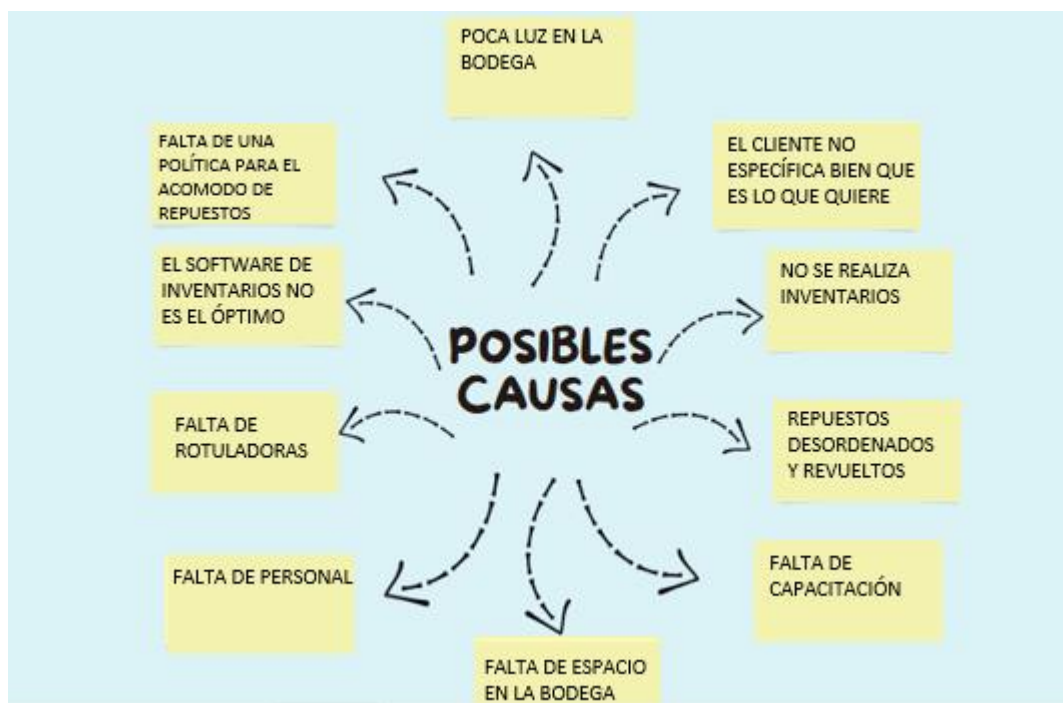 POCA LUZ EN LA
BODEGA
FALTA DE UNA
POLÍTICA PARA EL
ACOMODO DE
REPUESTOS
EL CLIENTE NO
ESPECÍFICA BIEN QUE
ES LO QUE QUIERE
EL SOFTWARE DE
INVENTARIOS NO
ES EL ÓPTIMO
NO SE REALIZA
INVENTARIOS
POSIBLES
CAUSAS
FALTA DE
ROTULADORAS
REPUESTOS
DESORDENADOS
Y REVUELTOS
FALTA DE PERSONAL
FALTA DE
CAPACITACIÓN
FALTA DE ESPACIO
EN LA BODEGA